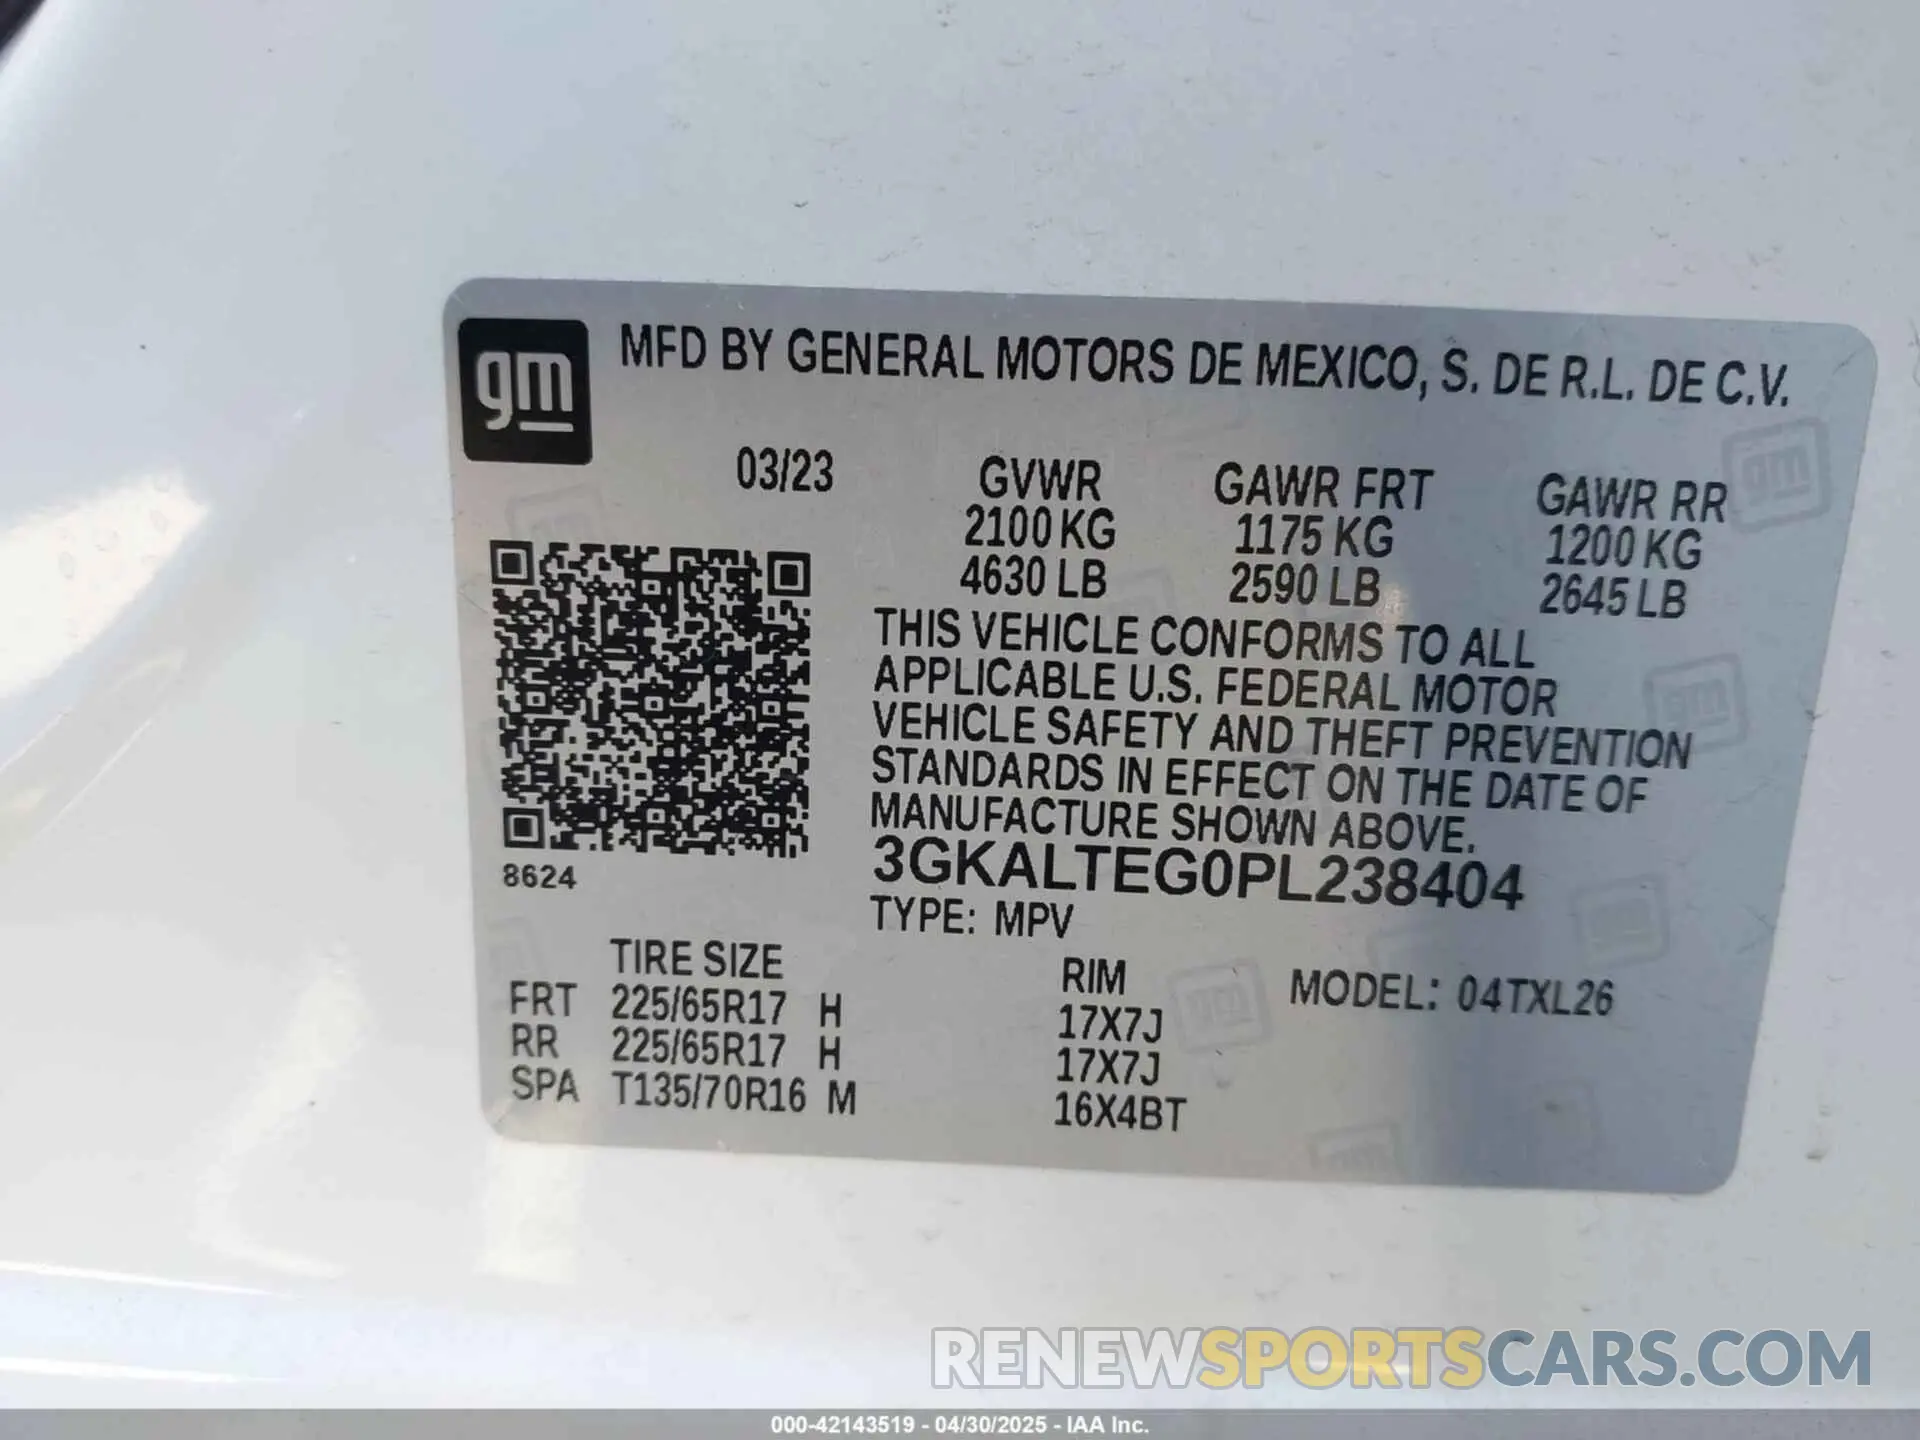 gm
MFD BY GENERAL MOTORS DE MEXICO, S. DE R.L. DE C.V.
03/23 GVWR GAWR FRT GAWR RR
2100 KG 1175 KG 1200 KG
4630 LB 2590 LB 2645 LB
THIS VEHICLE CONFORMS TO ALL
APPLICABLE U.S. FEDERAL MOTOR
VEHICLE SAFETY AND THEFT PREVENTION
STANDARDS IN EFFECT ON THE DATE OF
MANUFACTURE SHOWN ABOVE.
3GKALTEG0PL238404
8624
TYPE: MPV
TIRE SIZE RIM MODEL: 04TXL26
FRT 225/65R17 H 17X7J
RR 225/65R17 H 17X7J
SPA T135/70R16 M 16X4BT
RENEWSPORTSCARS.COM
000-42143519 - 04/30/2025 - IAA Inc.